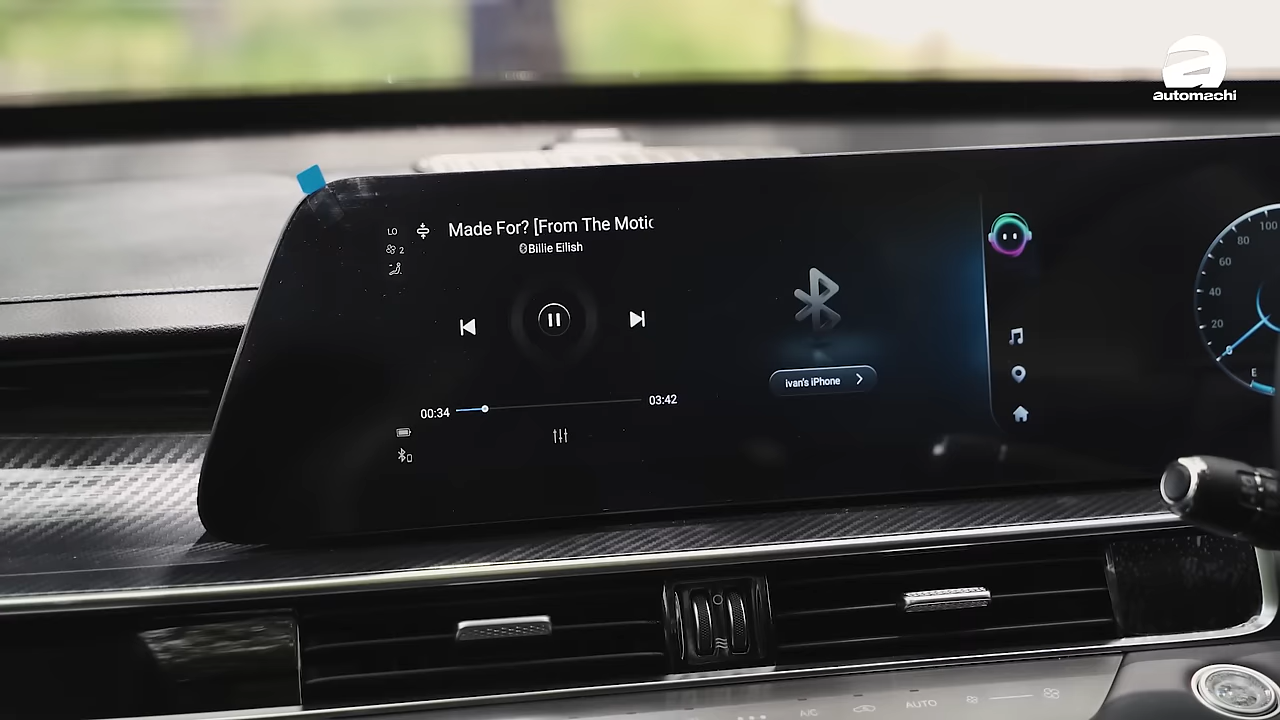 automachi
LO
2
Made For? [From The Motic
Billie Eilish
ivan's iPhone
00:34
03:42
100
80
60
40
20
E
A/C
AUTO